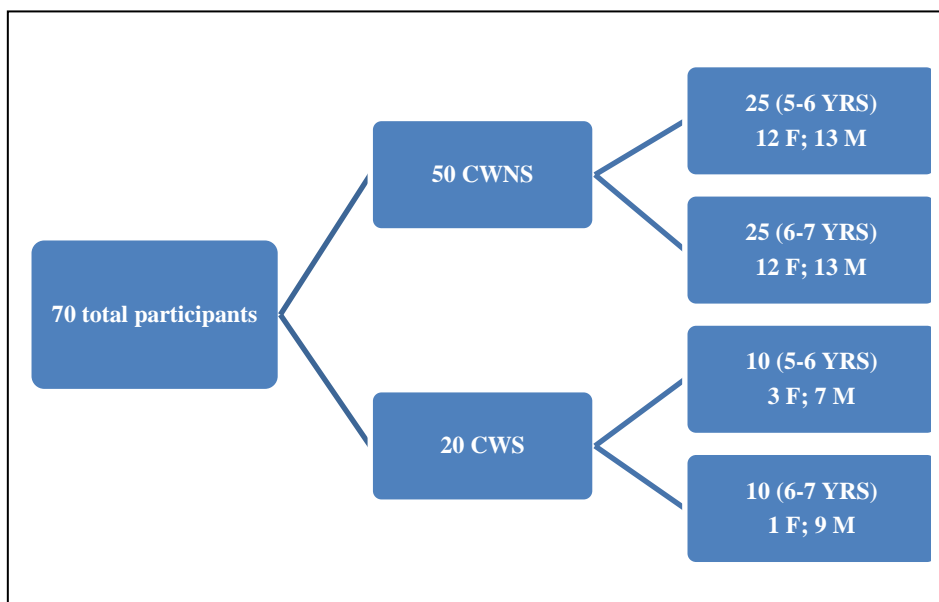 70 total participants
50 CWNS
25 (5-6 YRS)
12 F; 13 M
25 (6-7 YRS)
12 F; 13 M
20 CWS
10 (5-6 YRS)
3 F; 7 M
10 (6-7 YRS)
1 F; 9 M